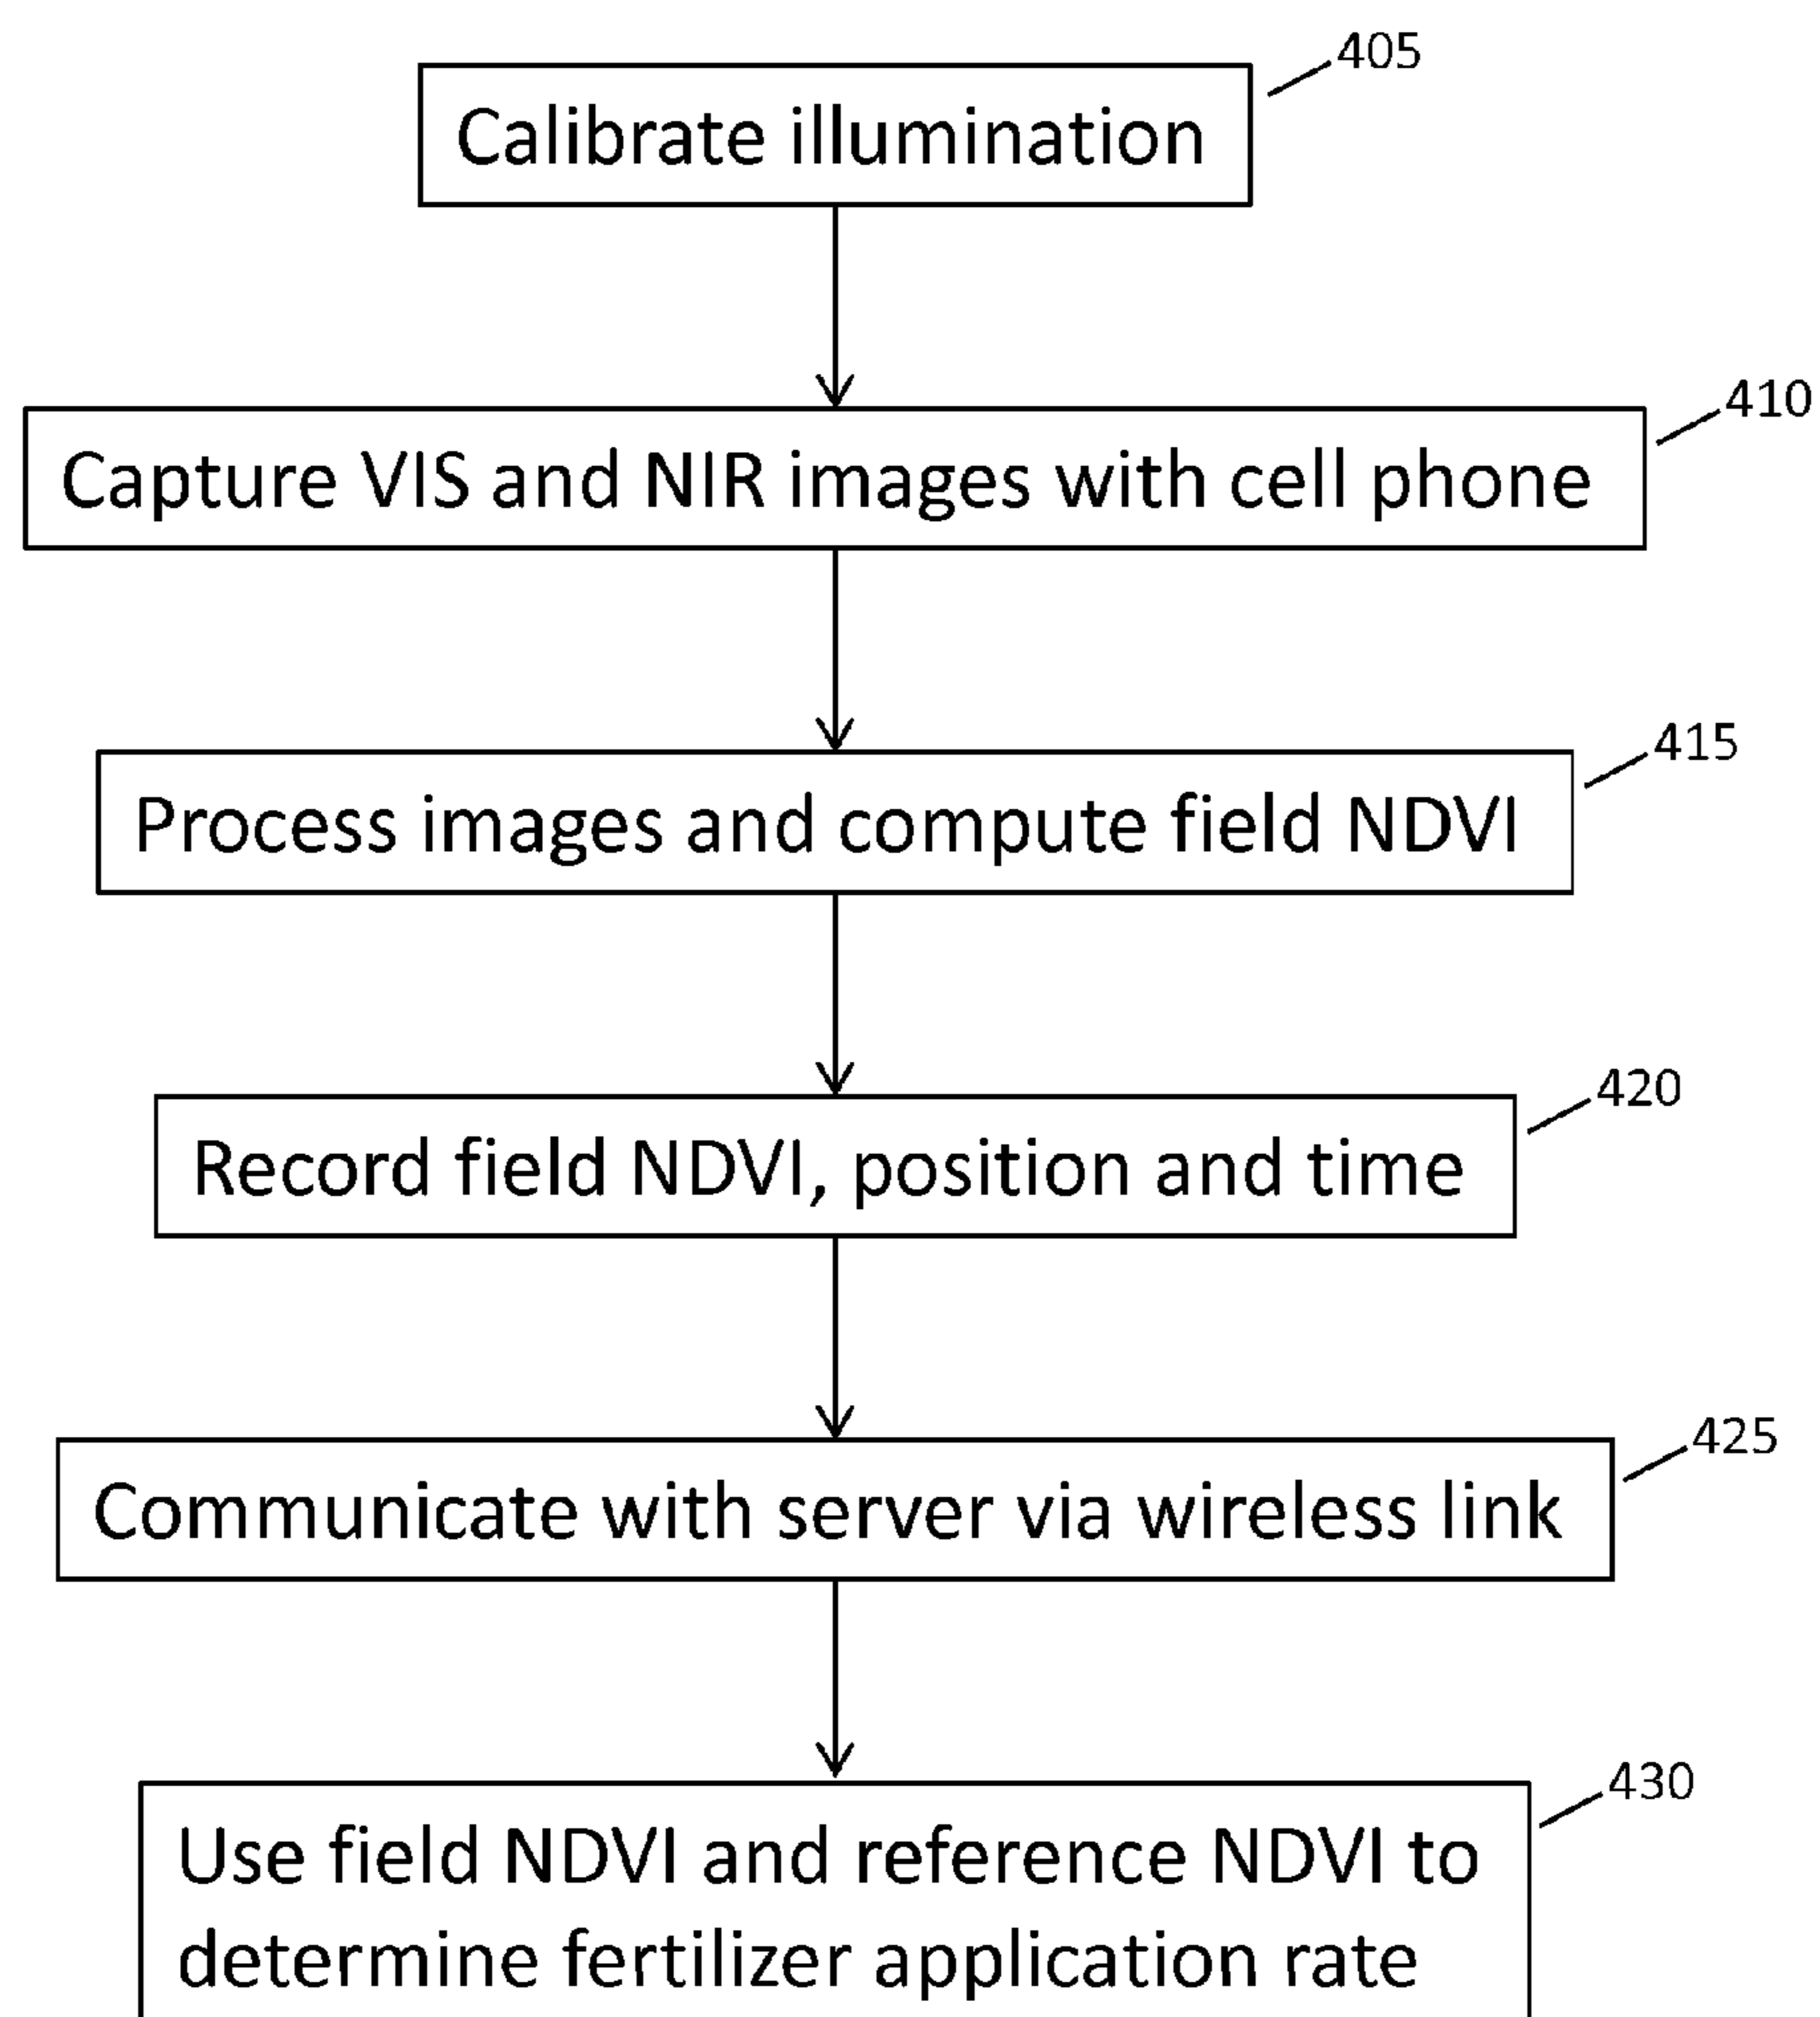 405
Calibrate illumination
410
Capture VIS and NIR images with cell phone
415
Process images and compute field NDVI
420
Record field NDVI, position and time
425
Communicate with server via wireless link
430
Use field NDVI and reference NDVI to
determine fertilizer application rate